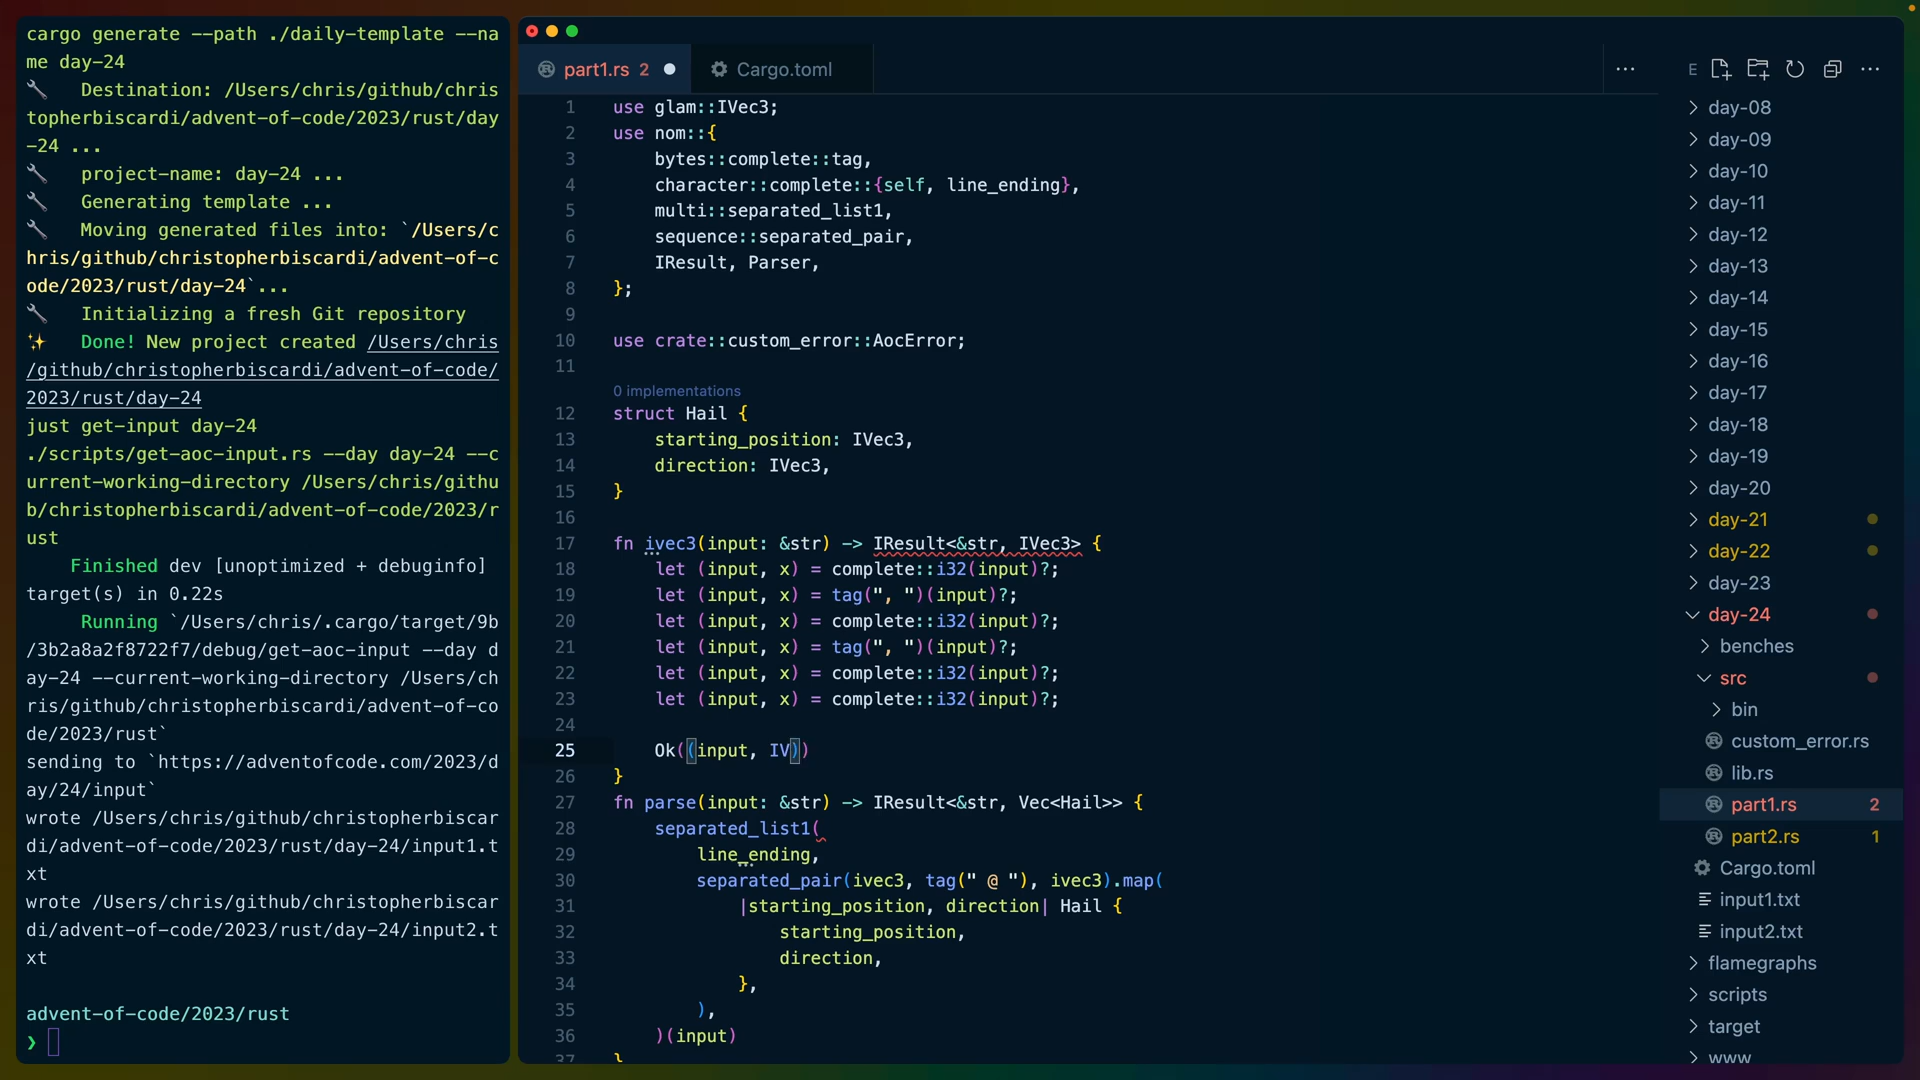 cargo generate --path ./daily-template --na
me day-24
Destination: /Users/chris/github/chris
topherbiscardi/advent-of-code/2023/rust/day
-24 ...
project-name: day-24 ...
Generating template ...
Moving generated files into: `/Users/c
hris/github/christopherbiscardi/advent-of-c
ode/2023/rust/day-24`...
Initializing a fresh Git repository
Done! New project created /Users/chris
/github/christopherbiscardi/advent-of-code/
2023/rust/day-24
just get-input day-24
./scripts/get-aoc-input.rs --day day-24 --c
urrent-working-directory /Users/chris/githu
b/christopherbiscardi/advent-of-code/2023/r
ust
Finished dev [unoptimized + debuginfo]
target(s) in 0.22s
Running `/Users/chris/.cargo/target/9b
/3b2a8a2f8722f7/debug/get-aoc-input --day d
ay-24 --current-working-directory /Users/ch
ris/github/christopherbiscardi/advent-of-co
de/2023/rust`
sending to `https://adventofcode.com/2023/d
ay/24/input`
wrote /Users/chris/github/christopherbiscar
di/advent-of-code/2023/rust/day-24/input1.t
xt
wrote /Users/chris/github/christopherbiscar
di/advent-of-code/2023/rust/day-24/input2.t
xt
advent-of-code/2023/rust
❯
part1.rs 2
Cargo.toml
1 use glam::IVec3;
2 use nom::{
3 bytes::complete::tag,
4 character::complete::{self, line_ending},
5 multi::separated_list1,
6 sequence::separated_pair,
7 IResult, Parser,
8 };
9
10 use crate::custom_error::AocError;
11
0 implementations
12 struct Hail {
13 starting_position: IVec3,
14 direction: IVec3,
15 }
16
17 fn ivec3(input: &str) -> IResult<&str, IVec3> {
18 let (input, x) = complete::i32(input)?;
19 let (input, x) = tag(", ")(input)?;
20 let (input, x) = complete::i32(input)?;
21 let (input, x) = tag(", ")(input)?;
22 let (input, x) = complete::i32(input)?;
23 let (input, x) = complete::i32(input)?;
24
25 Ok((input, IV))
26 }
27 fn parse(input: &str) -> IResult<&str, Vec<Hail>> {
28 separated_list1(
29 line_ending,
30 separated_pair(ivec3, tag(" @ "), ivec3).map(
31 |starting_position, direction| Hail {
32 starting_position,
33 direction,
34 },
35 ),
36 )(input)
37 }
E
day-08
day-09
day-10
day-11
day-12
day-13
day-14
day-15
day-16
day-17
day-18
day-19
day-20
day-21
day-22
day-23
day-24
benches
src
bin
custom_error.rs
lib.rs
part1.rs 2
part2.rs 1
Cargo.toml
input1.txt
input2.txt
flamegraphs
scripts
target
www